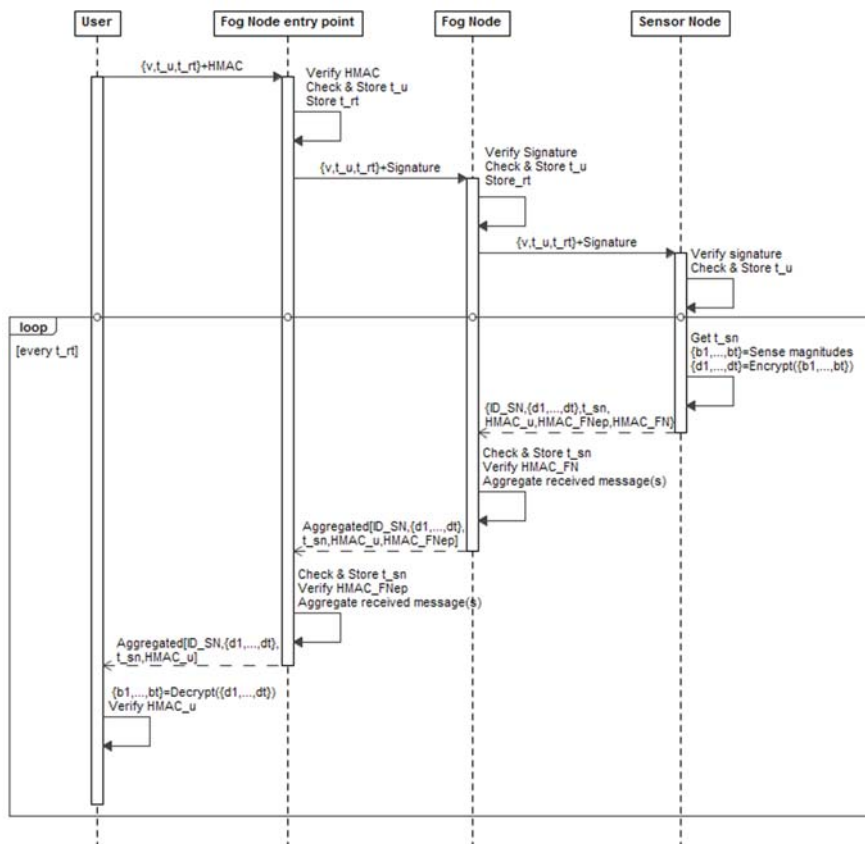 User
Fog Node entry point
Fog Node
Sensor Node
{v,t_u,t_rt}+HMAC
Verify HMAC
Check & Store t_u
Store t_rt
{v,t_u,t_rt}+Signature
Verify Signature
Check & Store t_u
Store_rt
{v,t_u,t_rt}+Signature
Verify signature
Check & Store t_u
loop
[every t_rt]
Get t_sn
{b1,...,bt}=Sense magnitudes
{d1,...,dt}=Encrypt({b1,...,bt})
{ID_SN,{d1,...,dt},t_sn,
HMAC_u,HMAC_FNep,HMAC_FN}
Check & Store t_sn
Verify HMAC_FN
Aggregate received message(s)
Aggregated[ID_SN,{d1,...,dt},
t_sn,HMAC_u,HMAC_FNep]
Check & Store t_sn
Verify HMAC_FNep
Aggregate received message(s)
Aggregated[ID_SN,{d1,...,dt},
t_sn,HMAC_u]
{b1,...,bt}=Decrypt({d1,...,dt})
Verify HMAC_u